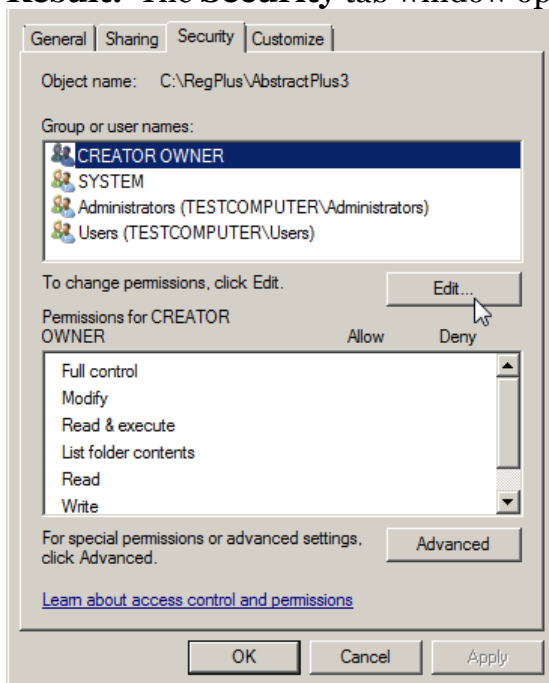 Result: The Security tab window op
General Sharing Security Customize
Object name: C:\RegPlus\AbstractPlus3
Group or user names:
CREATOR OWNER
SYSTEM
Administrators (TESTCOMPUTER\Administrators)
Users (TESTCOMPUTER\Users)
To change permissions, click Edit.
Edit...
Permissions for CREATOR
OWNER Allow Deny
Full control
Modify
Read & execute
List folder contents
Read
Write
For special permissions or advanced settings,
click Advanced.
Advanced
Learn about access control and permissions
OK Cancel Apply